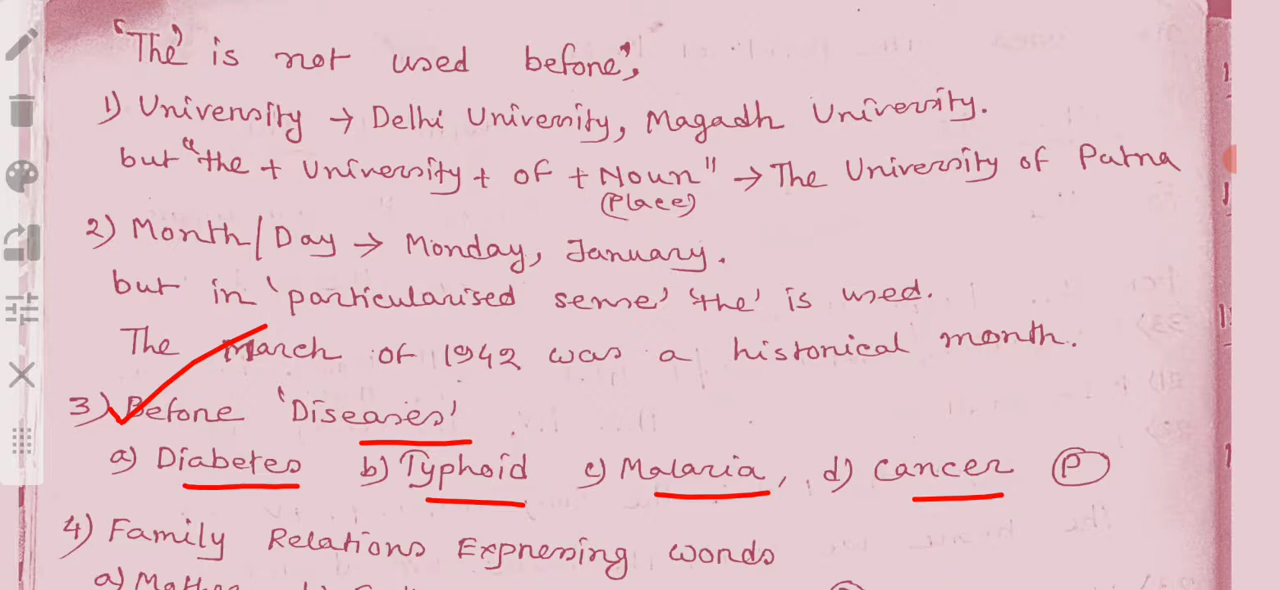 'The' is not used before',
1) University → Delhi University, Magadh University.
but "the + University + of + Noun" → The University of Patna
(Place)
2) Month/Day → Monday, January.
but in 'particularised sense' 'the' is used.
The March of 1942 was a historical month.
3) Before 'Diseases'
a) Diabetes b) Typhoid c) Malaria, d) Cancer (P)
4) Family Relations Expressing words
a) Mother